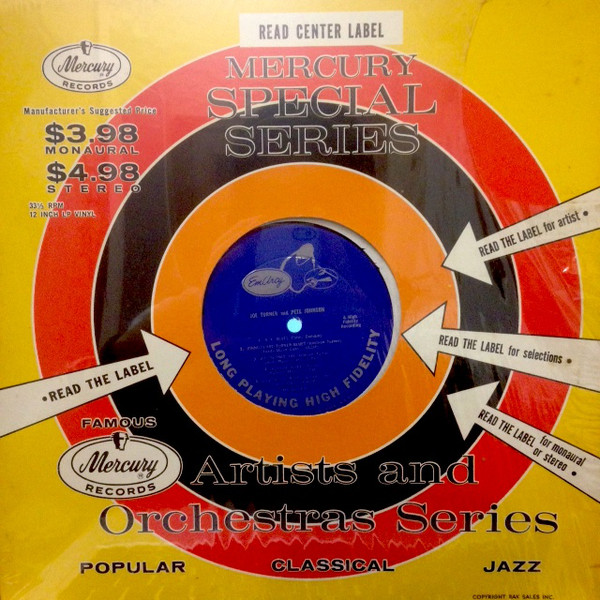 READ CENTER LABEL
MERCURY
SPECIAL
SERIES
Mercury
RECORDS
Manufacturer's Suggested Price
$3.98
MONAURAL
$4.98
STEREO
33⅓ RPM
12 INCH LP VINYL
READ THE LABEL for artist •
EmArcy
JOE TURNER and PETE JOHNSON
A High
Fidelity
Recording
LONG PLAYING HIGH FIDELITY
READ THE LABEL for selections •
• READ THE LABEL
READ THE LABEL for monaural
or stereo •
FAMOUS
Mercury
RECORDS
Artists and
Orchestras Series
POPULAR CLASSICAL JAZZ
COPYRIGHT RAK SALES INC.